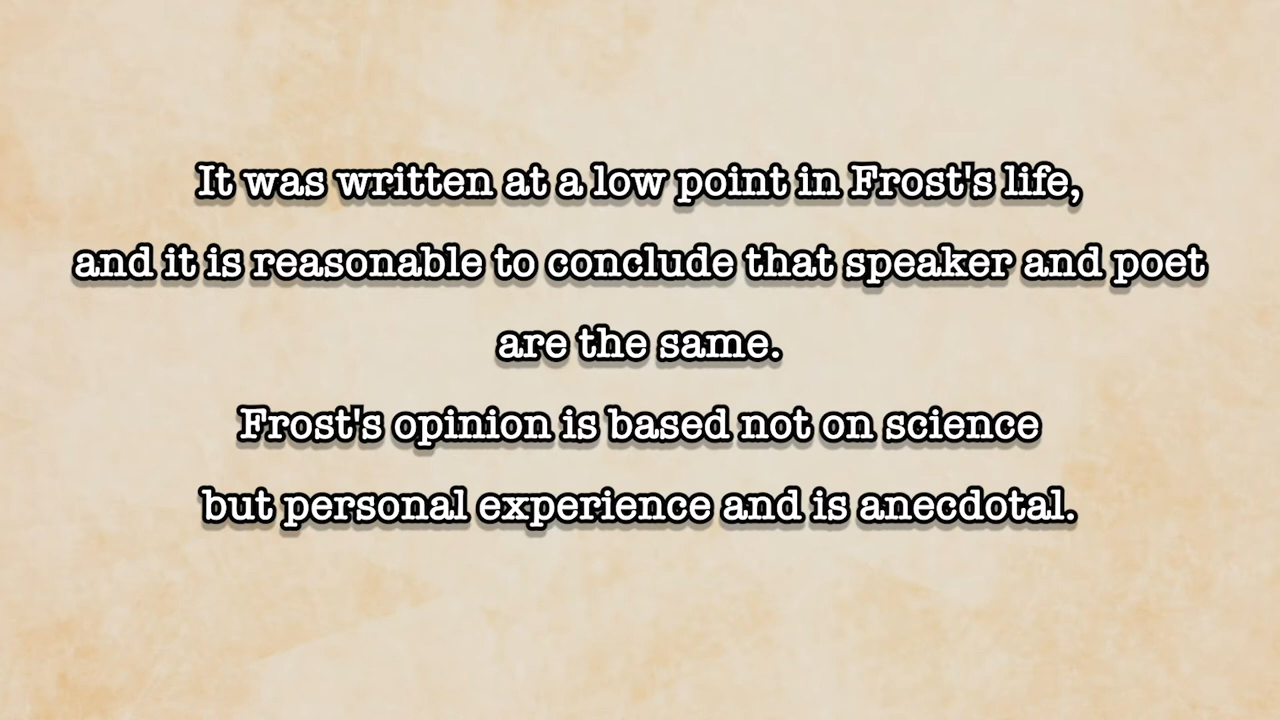 It was written at a low point in Frost's life,
and it is reasonable to conclude that speaker and poet
are the same.
Frost's opinion is based not on science
but personal experience and is anecdotal.